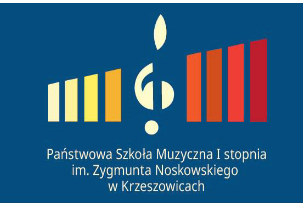 Państwowa Szkoła Muzyczna I stopnia
im. Zygmunta Noskowskiego
w Krzeszowicach